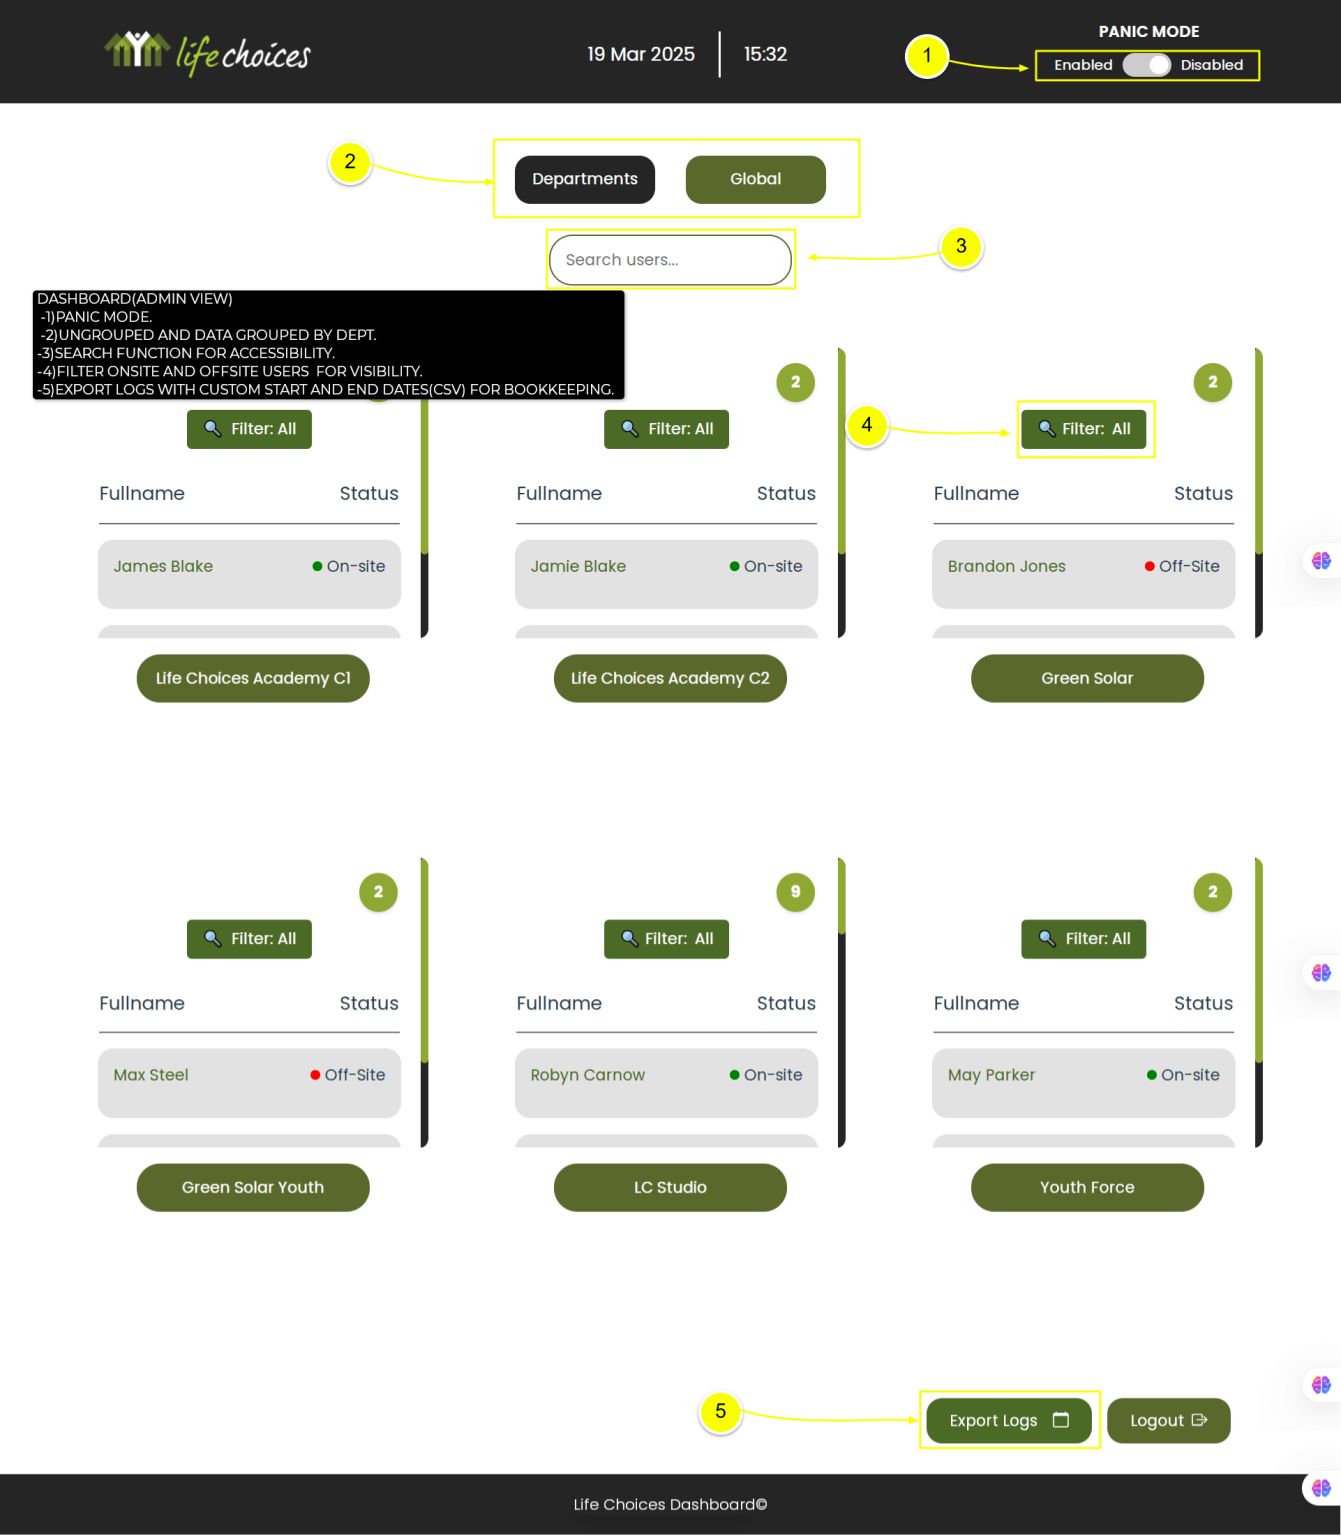 lifechoices
19 Mar 2025
15:32
PANIC MODE
Enabled Disabled
1
2
Departments
Global
Search users...
3
DASHBOARD(ADMIN VIEW)
-1)PANIC MODE.
-2)UNGROUPED AND DATA GROUPED BY DEPT.
-3)SEARCH FUNCTION FOR ACCESSIBILITY.
-4)FILTER ONSITE AND OFFSITE USERS FOR VISIBILITY.
-5)EXPORT LOGS WITH CUSTOM START AND END DATES(CSV) FOR BOOKKEEPING.
Filter: All
Fullname Status
James Blake On-site
Life Choices Academy C1
2
Filter: All
Fullname Status
Jamie Blake On-site
Life Choices Academy C2
4
2
Filter: All
Fullname Status
Brandon Jones Off-Site
Green Solar
2
Filter: All
Fullname Status
Max Steel Off-Site
Green Solar Youth
9
Filter: All
Fullname Status
Robyn Carnow On-site
LC Studio
2
Filter: All
Fullname Status
May Parker On-site
Youth Force
5
Export Logs
Logout
Life Choices Dashboard©